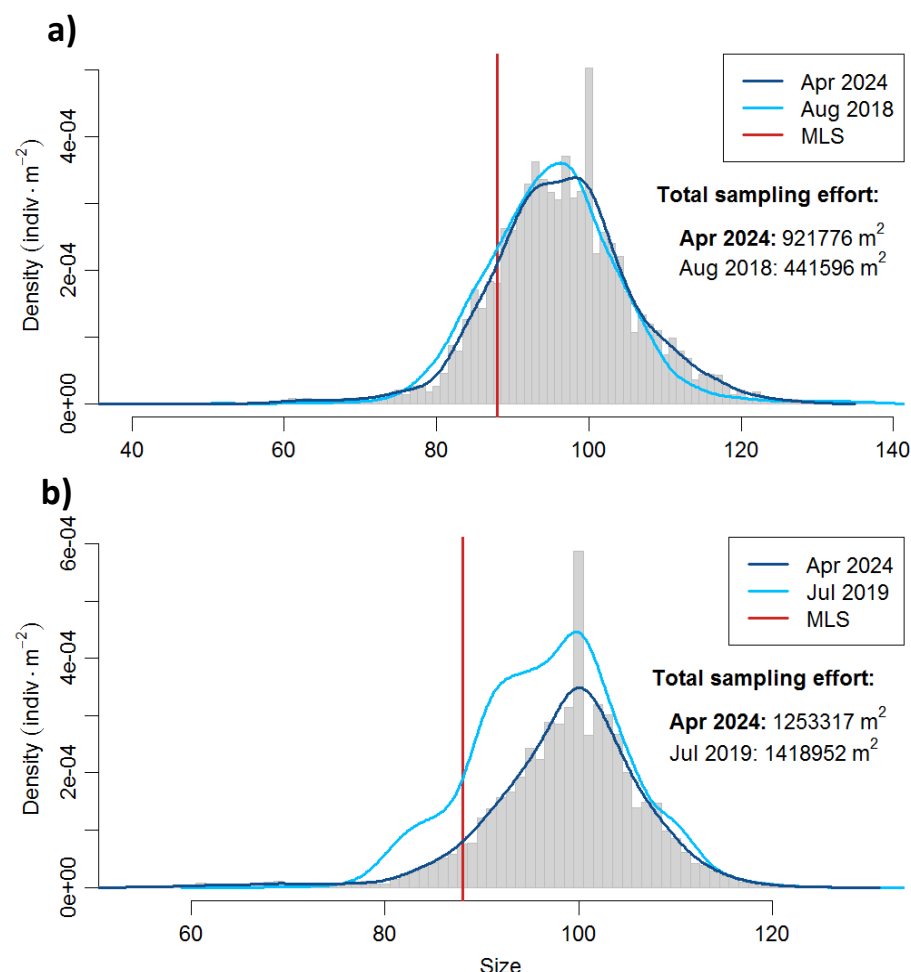 a)
Density (indiv · m⁻²)
0e+00
2e-04
4e-04
40
60
80
100
120
140
Apr 2024
Aug 2018
MLS
Total sampling effort:
Apr 2024: 921776 m²
Aug 2018: 441596 m²
b)
Density (indiv · m⁻²)
0e+00
2e-04
4e-04
6e-04
60
80
100
120
Size
Apr 2024
Jul 2019
MLS
Total sampling effort:
Apr 2024: 1253317 m²
Jul 2019: 1418952 m²